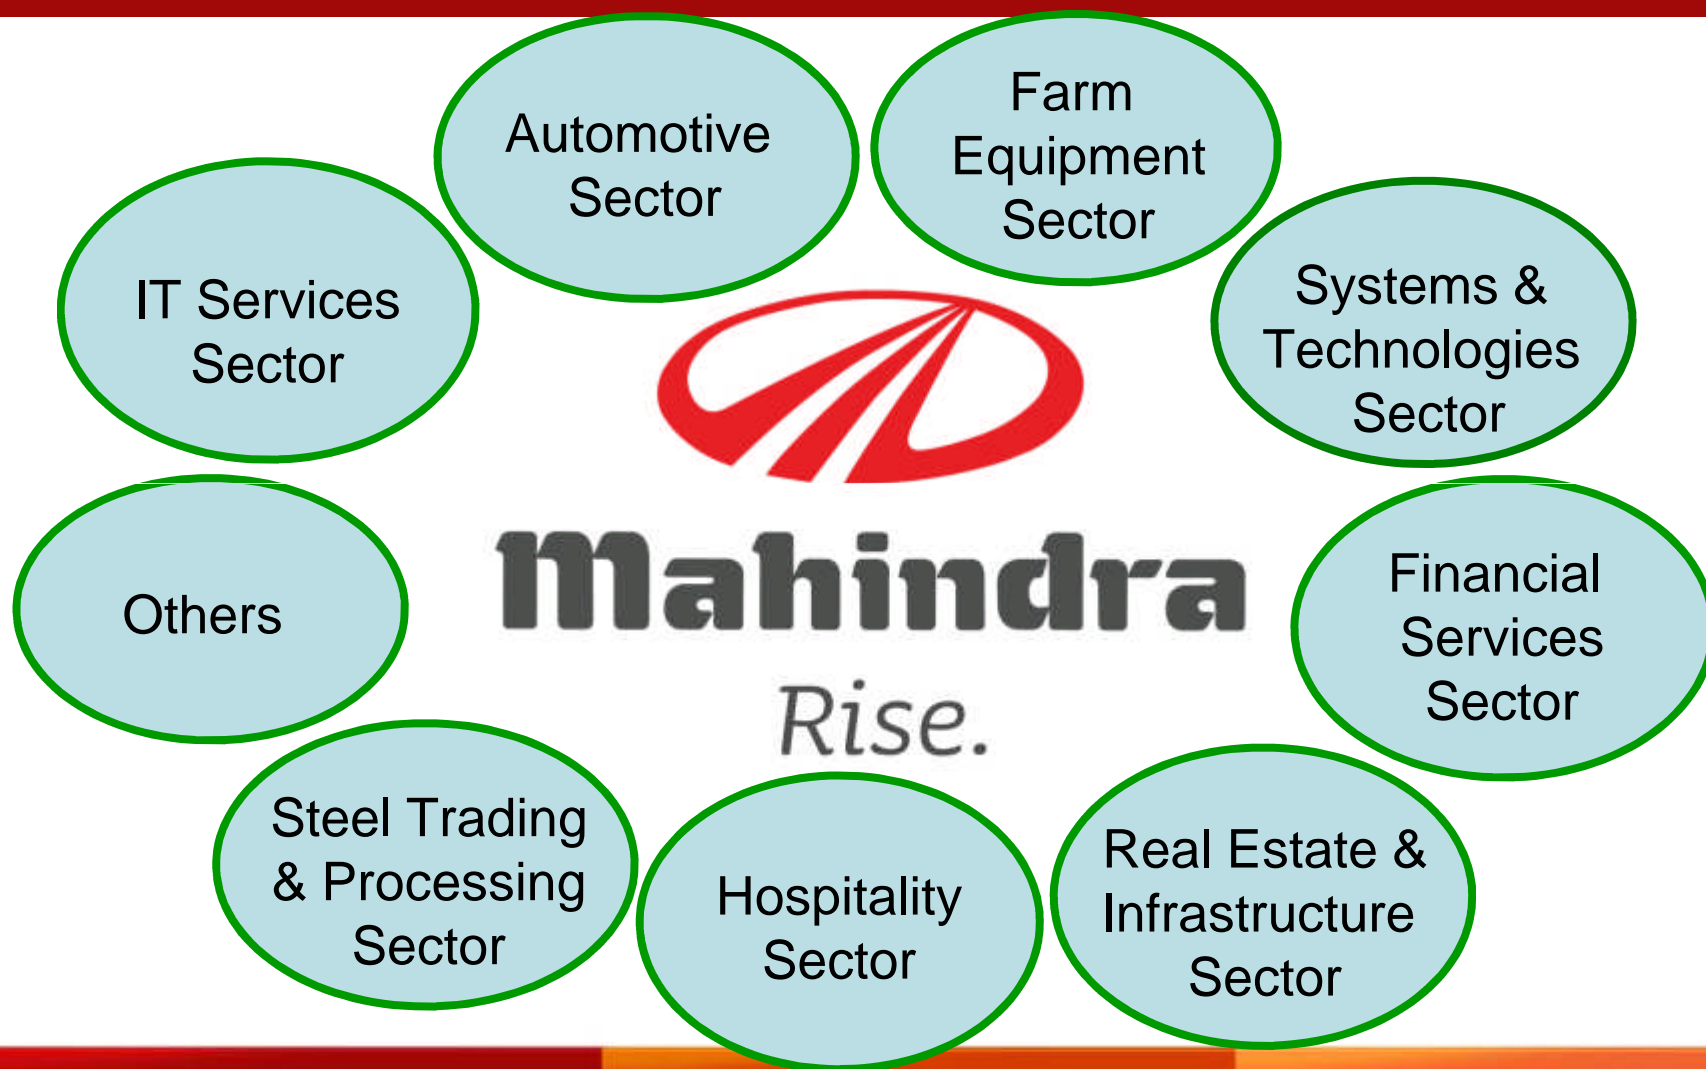 Automotive
Sector
Farm
Equipment
Sector
Systems &
Technologies
Sector
Financial
Services
Sector
Real Estate &
Infrastructure
Sector
Hospitality
Sector
Steel Trading
& Processing
Sector
Others
IT Services
Sector
Mahindra
Rise.